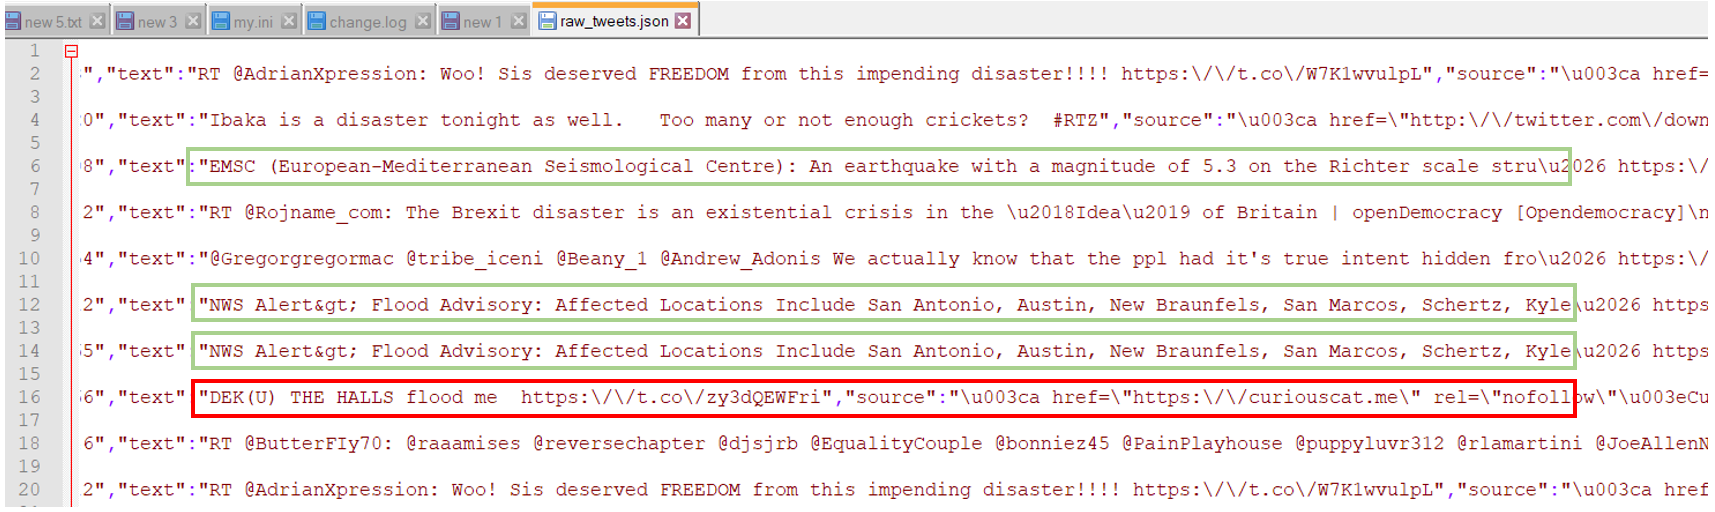 new 5.txt new 3 my.ini change.log new 1 raw_tweets.json
1
2 3","text":"RT @AdrianXpression: Woo! Sis deserved FREEDOM from this impending disaster!!!! https:\/\/t.co\/W7K1wvulpL","source":"\u003ca href=
3
4 20","text":"Ibaka is a disaster tonight as well.   Too many or not enough crickets?  #RTZ","source":"\u003ca href=\"http:\/\/twitter.com\/down
5
6 98","text":"EMSC (European-Mediterranean Seismological Centre): An earthquake with a magnitude of 5.3 on the Richter scale stru\u2026 https:\/
7
8 2","text":"RT @Rojname_com: The Brexit disaster is an existential crisis in the \u2018Idea\u2019 of Britain | openDemocracy [Opendemocracy]\n
9
10 54","text":"@Gregorgregormac @tribe_iceni @Beany_1 @Andrew_Adonis We actually know that the ppl had it's true intent hidden fro\u2026 https:\/
11
12 12","text":"NWS Alert&gt; Flood Advisory: Affected Locations Include San Antonio, Austin, New Braunfels, San Marcos, Schertz, Kyle\u2026 https
13
14 55","text":"NWS Alert&gt; Flood Advisory: Affected Locations Include San Antonio, Austin, New Braunfels, San Marcos, Schertz, Kyle\u2026 https
15
16 56","text":"DEK(U) THE HALLS flood me  https:\/\/t.co\/zy3dQEWFri","source":"\u003ca href=\"https:\/\/curiouscat.me\" rel=\"nofollow\"\u003eCu
17
18 6","text":"RT @ButterFIy70: @raaamises @reversechapter @djsjrb @EqualityCouple @bonniez45 @PainPlayhouse @puppyluvr312 @rlamartini @JoeAllenN
19
20 12","text":"RT @AdrianXpression: Woo! Sis deserved FREEDOM from this impending disaster!!!! https:\/\/t.co\/W7K1wvulpL","source":"\u003ca href